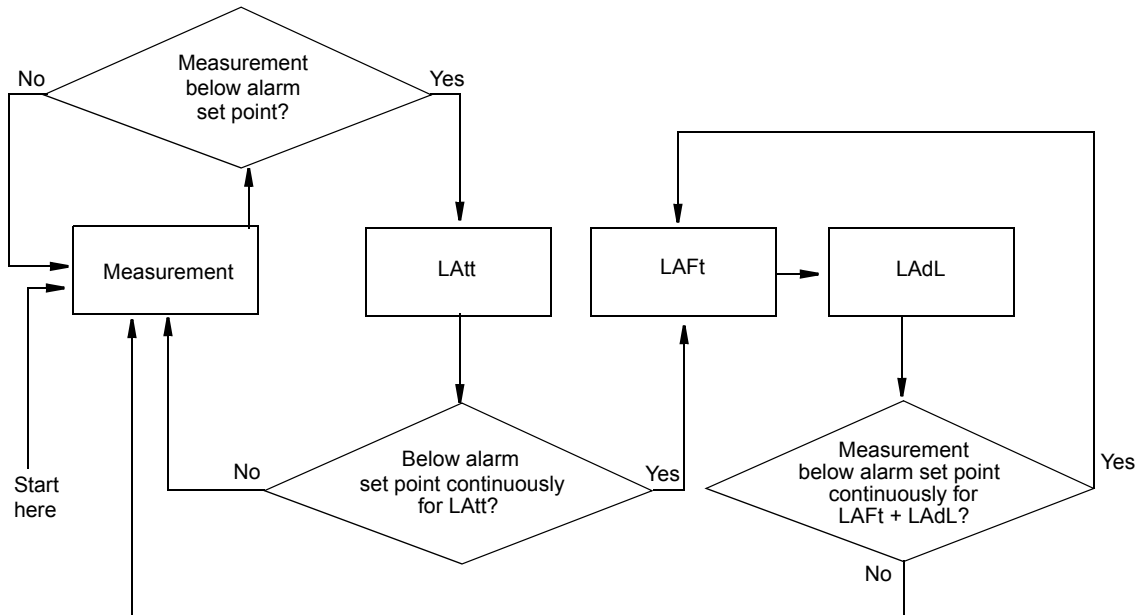 Measurement
below alarm
set point?
No
Yes
Measurement
LAtt
LAFt
LAdL
Start
here
No
Below alarm
set point continuously
for LAtt?
Yes
Measurement
below alarm set point
continuously for
LAFt + LAdL?
Yes
No